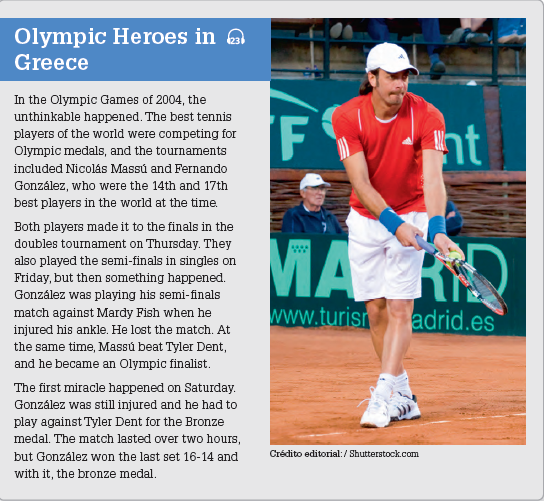 Olympic Heroes in
23
Greece
In the Olympic Games of 2004, the
unthinkable happened. The best tennis
players of the world were competing for
Olympic medals, and the tournaments
included Nicolás Massú and Fernando
González, who were the 14th and 17th
best players in the world at the time.
Both players made it to the finals in the
doubles tournament on Thursday. They
also played the semi-finals in singles on
Friday, but then something happened.
González was playing his semi-finals
match against Mardy Fish when he
injured his ankle. He lost the match. At
the same time, Massú beat Tyler Dent,
and he became an Olympic finalist.
The first miracle happened on Saturday.
González was still injured and he had to
play against Tyler Dent for the Bronze
medal. The match lasted over two hours,
but González won the last set 16-14 and
with it, the bronze medal.
FF
nt
MADRID
www.turismadrid.es
Crédito editorial: / Shutterstock.com